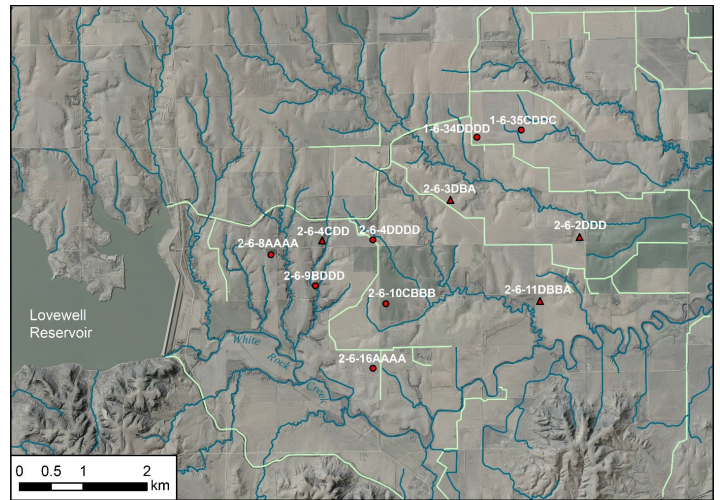 1-6-35CDDC
1-6-34DDDD
2-6-3DBA
2-6-4CDD
2-6-4DDDD
2-6-2DDD
2-6-8AAAA
2-6-9BDDD
2-6-10CBBB
2-6-11DBBA
Lovewell
Reservoir
White Rock Creek
2-6-16AAAA
0 0.5 1 2
km